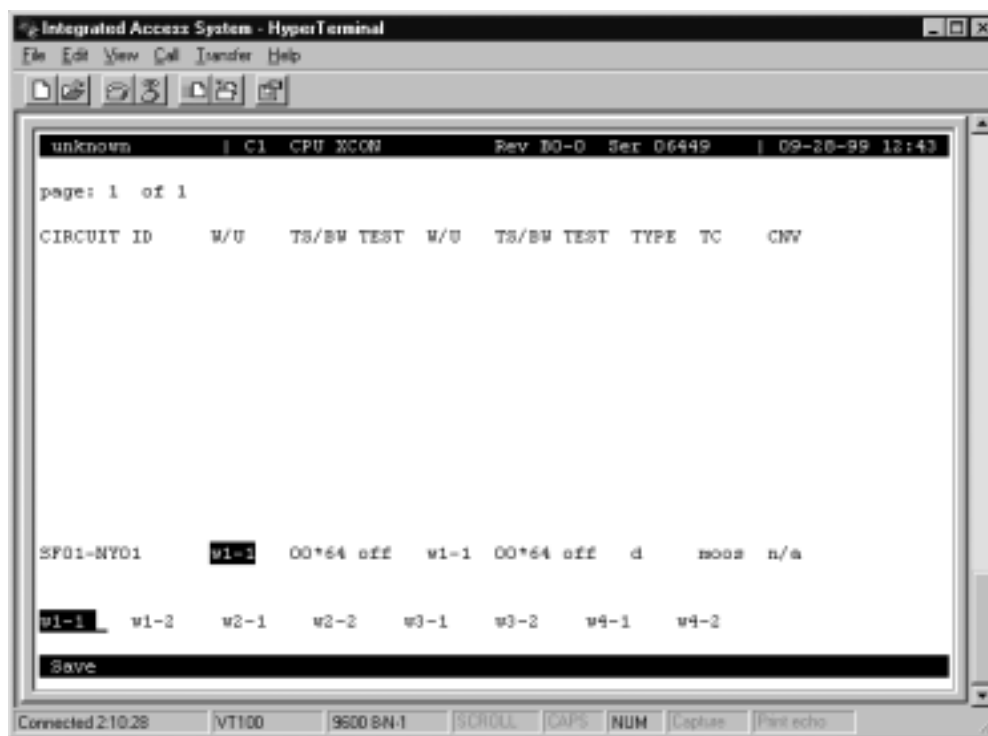 Integrated Access System - HyperTerminal
File Edit View Call Transfer Help
unknown | C1 CPU XCON Rev B0-0 Ser 06449 | 09-28-99 12:43
page: 1 of 1
CIRCUIT ID W/U TS/BW TEST W/U TS/BW TEST TYPE TC CNV
SF01-NY01 w1-1 00*64 off w1-1 00*64 off d moos n/a
w1-1 _ w1-2 w2-1 w2-2 w3-1 w3-2 w4-1 w4-2
Save
Connected 2:10:28 VT100 9600 8-N-1 SCROLL CAPS NUM Capture Print echo